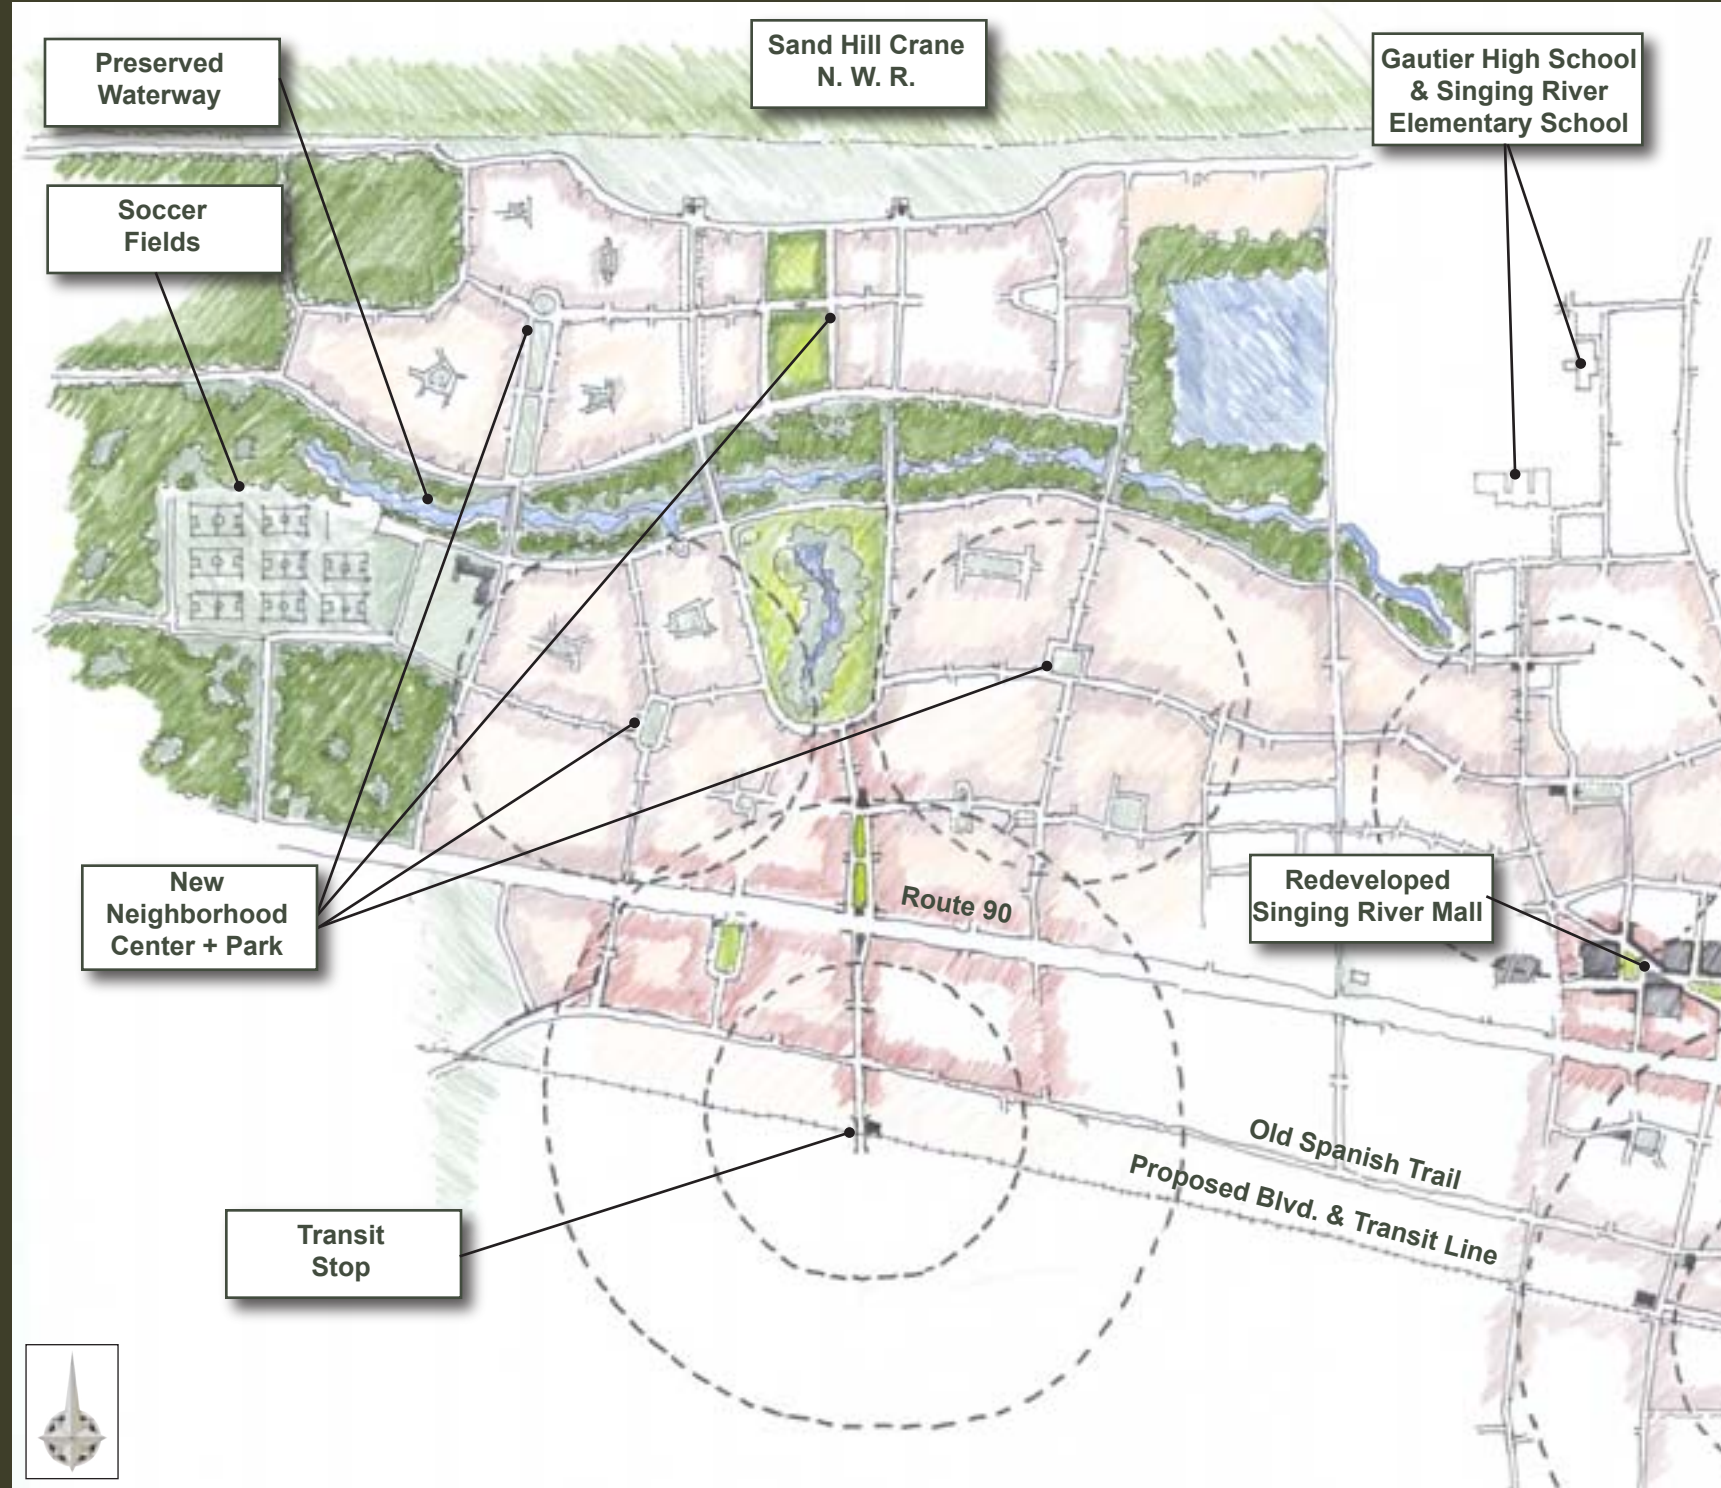 Preserved
Waterway
Sand Hill Crane
N. W. R.
Gautier High School
& Singing River
Elementary School
Soccer
Fields
New
Neighborhood
Center + Park
Route 90
Redeveloped
Singing River Mall
Old Spanish Trail
Proposed Blvd. & Transit Line
Transit
Stop